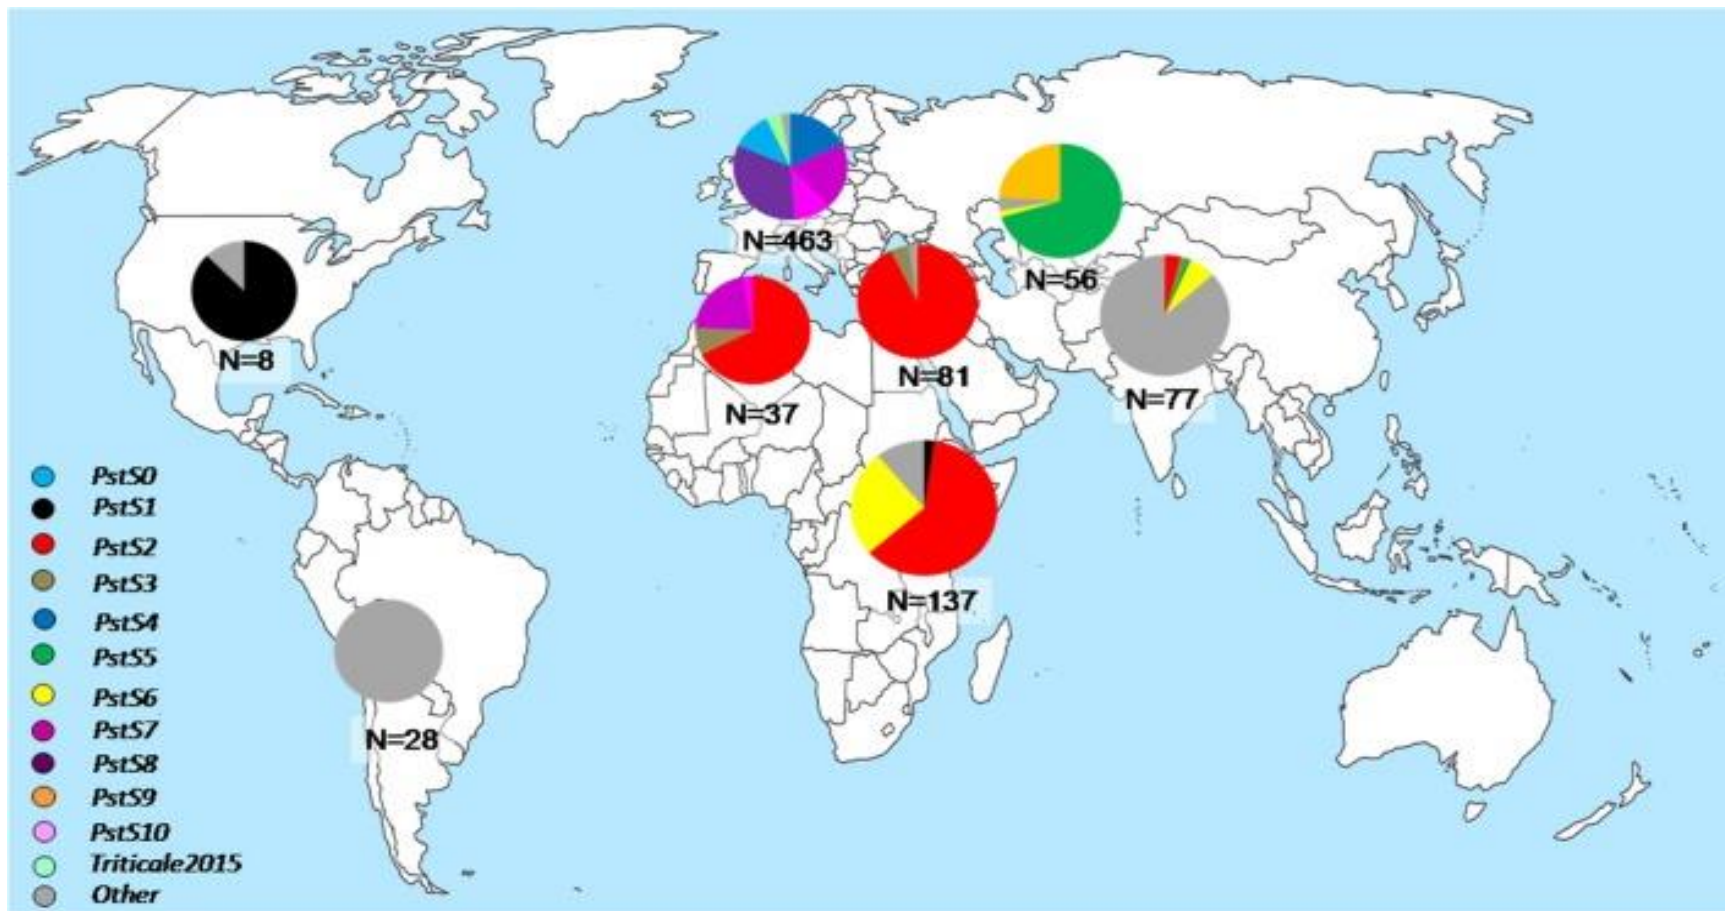 N=463
N=56
N=8
N=81
N=77
N=37
N=137
N=28
PstS0
PstS1
PstS2
PstS3
PstS4
PstS5
PstS6
PstS7
PstS8
PstS9
PstS10
Triticale2015
Other